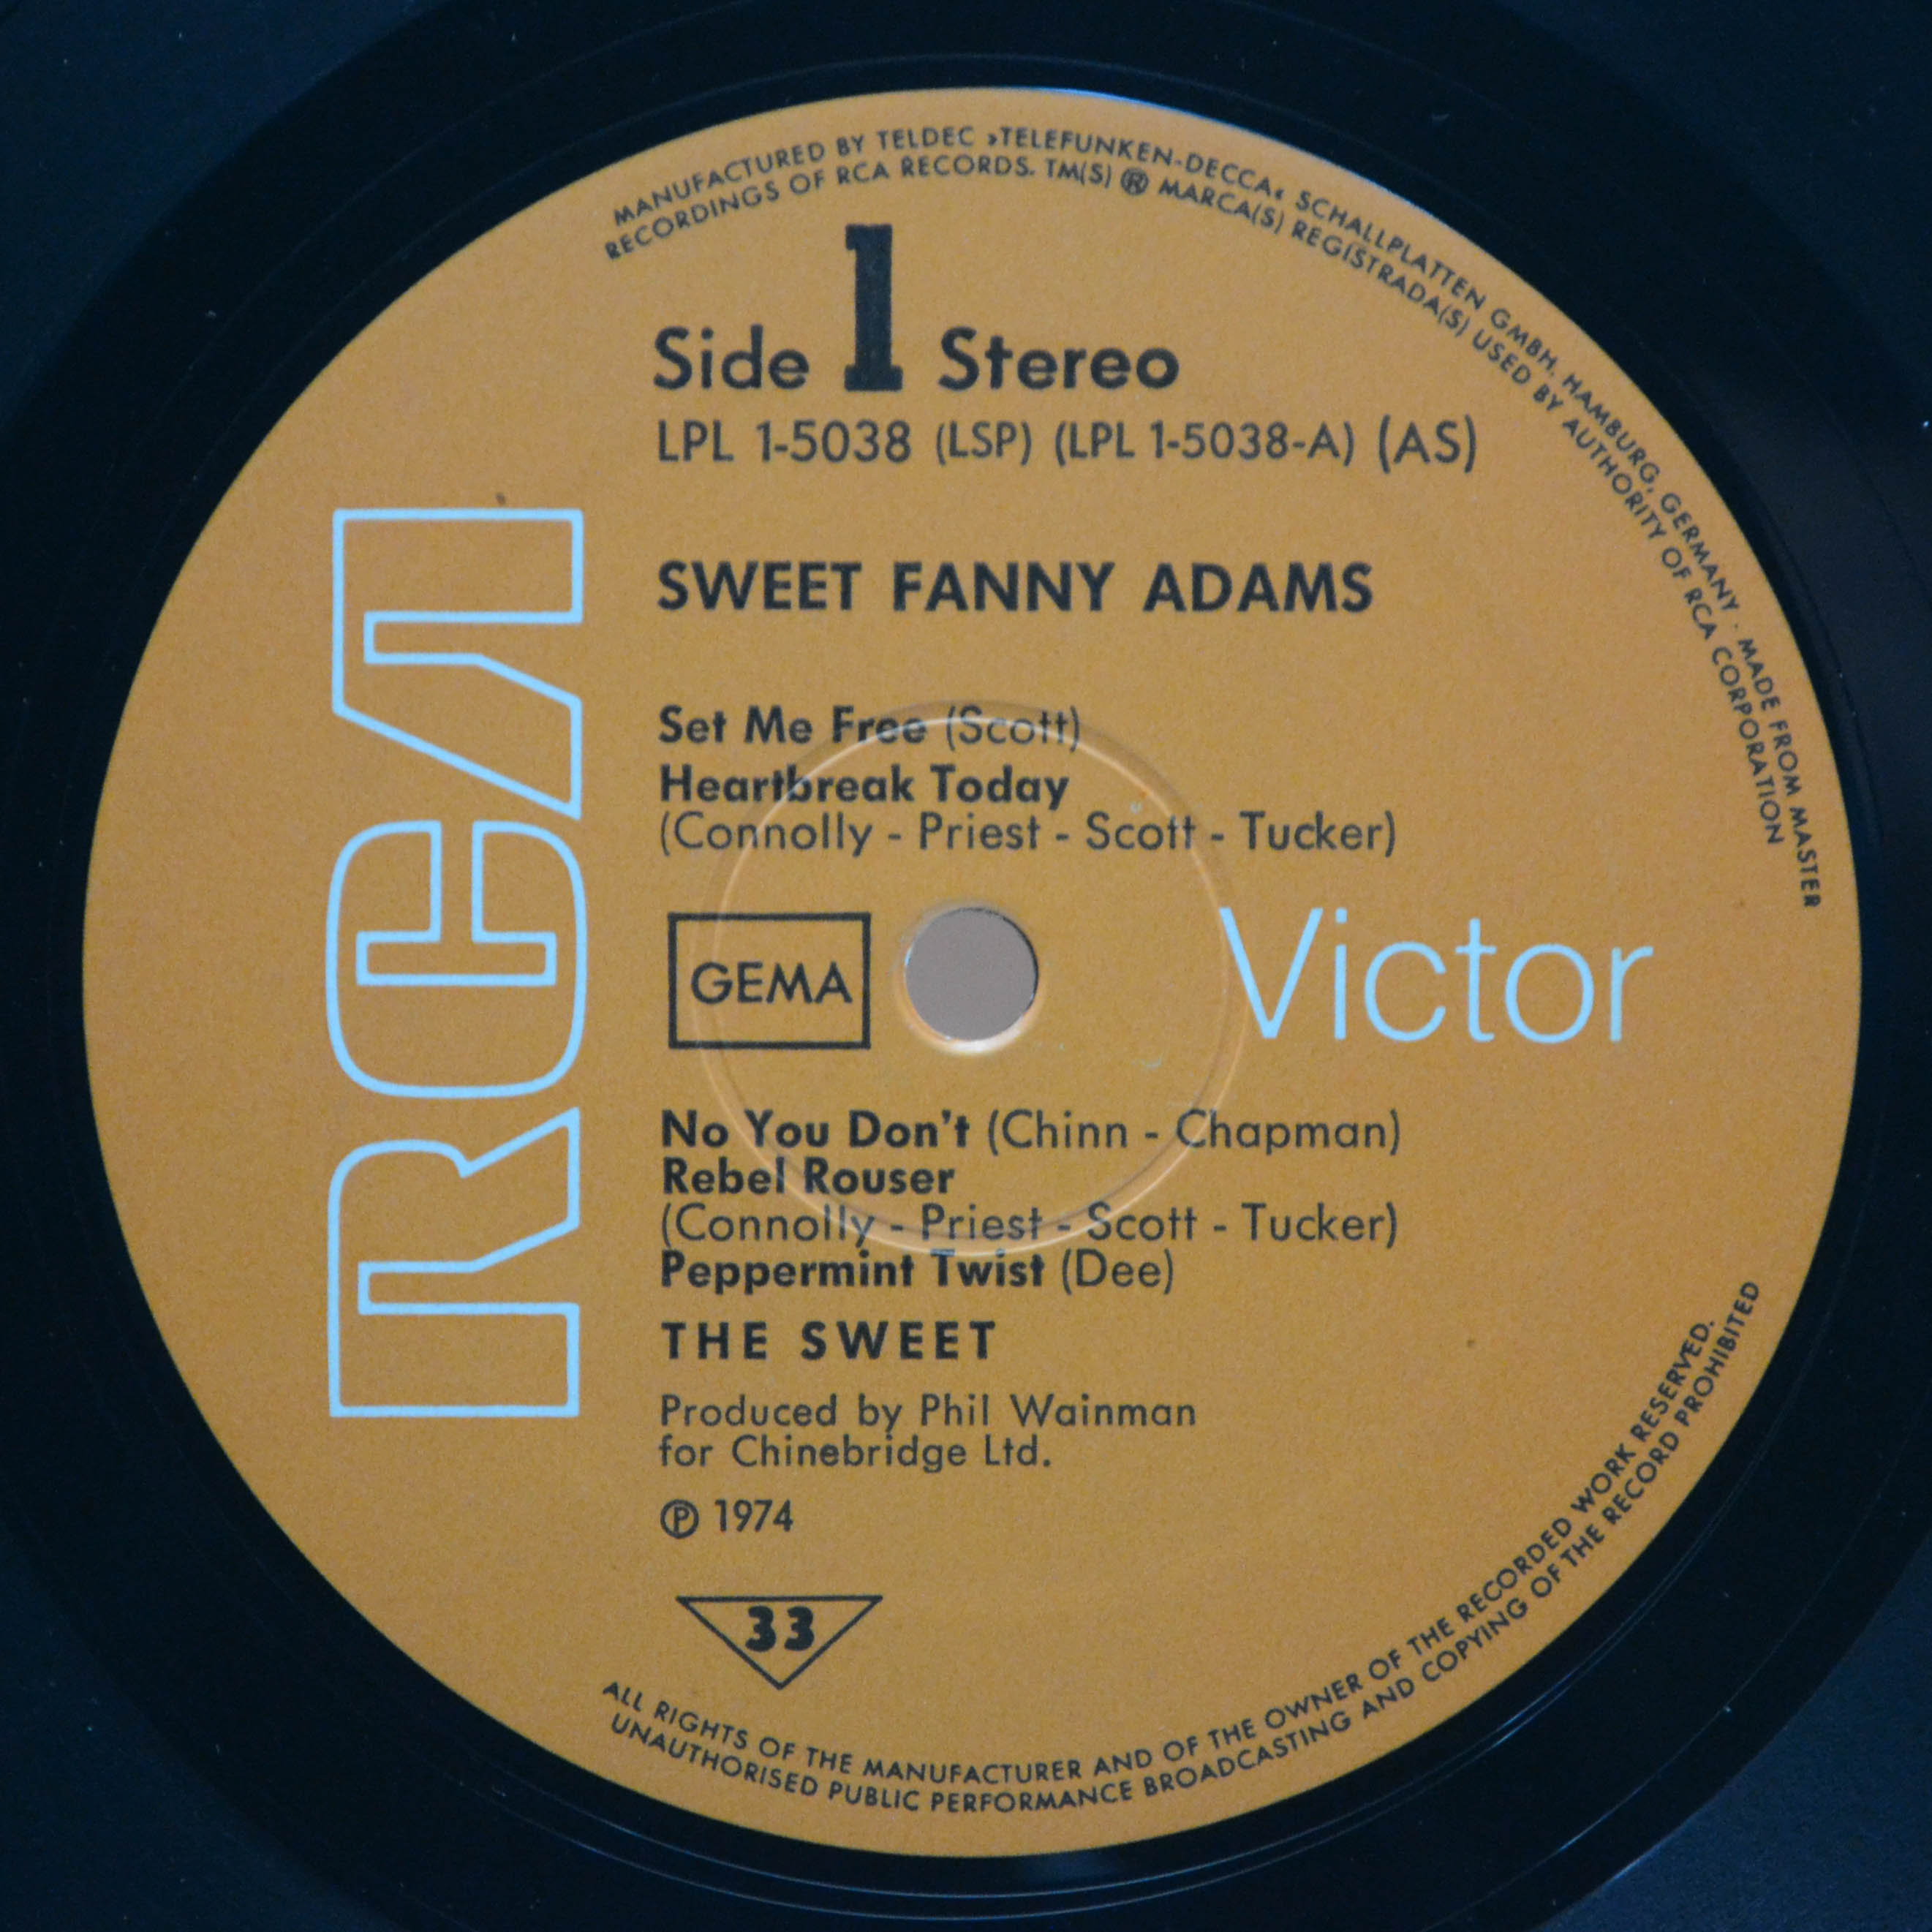 MANUFACTURED BY TELDEC »TELEFUNKEN-DECCA« SCHALLPLATTEN GMBH, HAMBURG, GERMANY · MADE FROM MASTER
RECORDINGS OF RCA RECORDS. TM(S) ® MARCA(S) REGISTRADA(S) USED BY AUTHORITY OF RCA CORPORATION
Side 1 Stereo
LPL 1-5038 (LSP) (LPL 1-5038-A) (AS)
RCA
SWEET FANNY ADAMS
Set Me Free (Scott)
Heartbreak Today
(Connolly - Priest - Scott - Tucker)
GEMA
Victor
No You Don't (Chinn - Chapman)
Rebel Rouser
(Connolly - Priest - Scott - Tucker)
Peppermint Twist (Dee)
THE SWEET
Produced by Phil Wainman
for Chinebridge Ltd.
℗ 1974
33
ALL RIGHTS OF THE MANUFACTURER AND OF THE OWNER OF THE RECORDED WORK RESERVED.
UNAUTHORISED PUBLIC PERFORMANCE BROADCASTING AND COPYING OF THE RECORD PROHIBITED